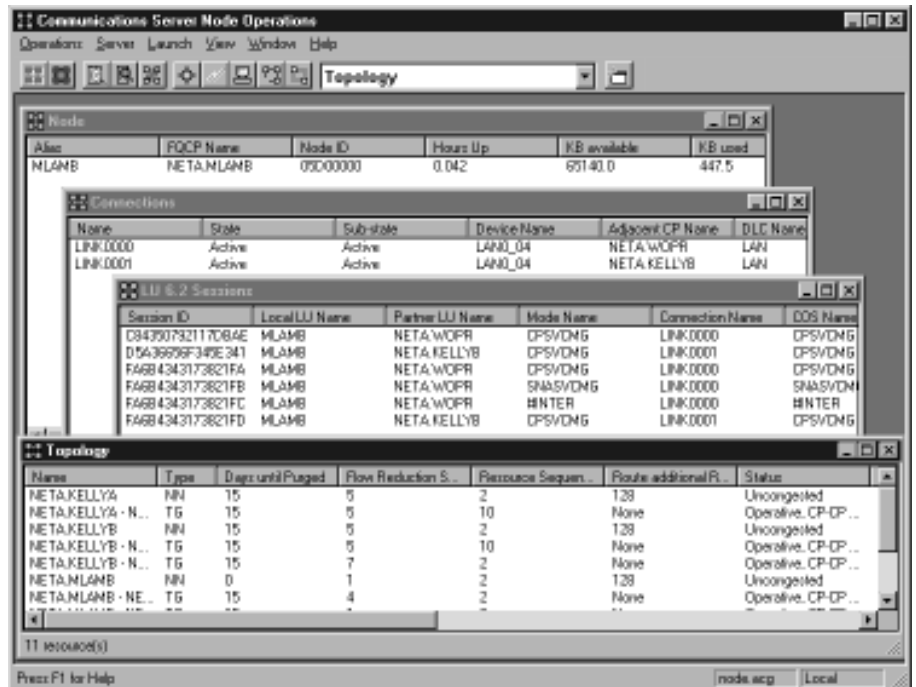 Communications Server Node Operations
Operations Server Launch View Window Help
Topology
Node
Alias FQCP Name Node ID Hours Up KB available KB used
MLAMB NETA.MLAMB 05D00000 0.042 65140.0 447.5
Connections
Name State Sub-state Device Name Adjacent CP Name DLC Name
LINK0000 Active Active LAN0_04 NETA.WOPR LAN
LINK0001 Active Active LAN0_04 NETA.KELLYB LAN
LU 6.2 Sessions
Session ID Local LU Name Partner LU Name Mode Name Connection Name COS Name
C84350792117DBAE MLAMB NETA.WOPR CPSVCMG LINK0000 CPSVCMG
D5A36656F345E341 MLAMB NETA.KELLYB CPSVCMG LINK0001 CPSVCMG
FA6B4343173821FA MLAMB NETA.WOPR CPSVCMG LINK0000 CPSVCMG
FA6B4343173821FB MLAMB NETA.WOPR SNASVCMG LINK0000 SNASVCM
FA6B4343173821FC MLAMB NETA.WOPR #INTER LINK0000 #INTER
FA6B4343173821FD MLAMB NETA.KELLYB CPSVCMG LINK0001 CPSVCMG
Topology
Name Type Days until Purged Flow Reduction S... Resource Sequen... Route additional R... Status
NETA.KELLYA NN 15 5 2 128 Uncongested
NETA.KELLYA - N... TG 15 5 10 None Operative, CP-CP ...
NETA.KELLYB NN 15 5 2 128 Uncongested
NETA.KELLYB - N... TG 15 5 10 None Operative, CP-CP ...
NETA.KELLYB - N... TG 15 7 2 None Operative, CP-CP ...
NETA.MLAMB NN 0 1 2 128 Uncongested
NETA.MLAMB - NE... TG 15 4 2 None Operative, CP-CP ...
11 resource(s)
Press F1 for Help node.acg Local